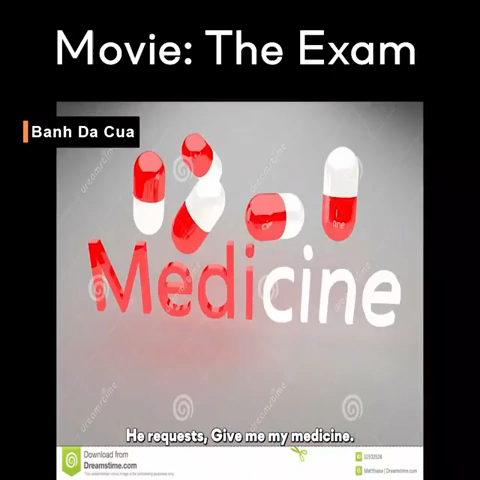 Movie: The Exam
Banh Da Cua
Medicine
He requests, Give me my medicine.
Download from
Dreamstime.com